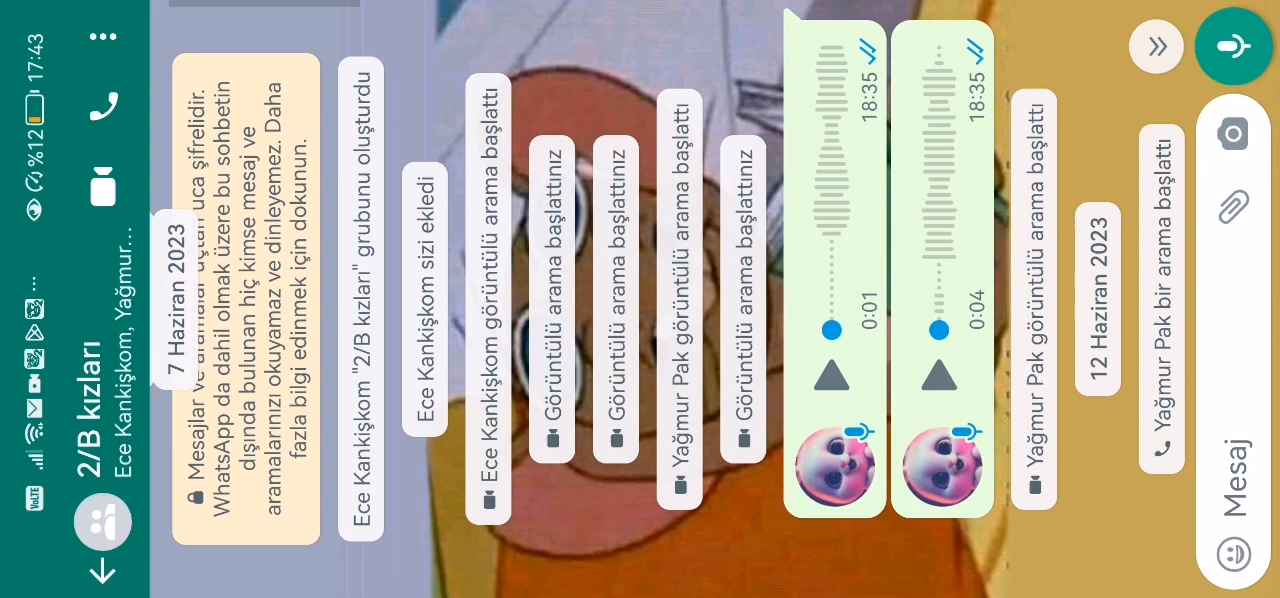 VoLTE
...
%12
17:43
2/B kızları
Ece Kankişkom, Yağmur...
7 Haziran 2023
Mesajlar ve aramalar uçtan uca şifrelidir.
WhatsApp da dahil olmak üzere bu sohbetin
dışında bulunan hiç kimse mesaj ve
aramalarınızı okuyamaz ve dinleyemez. Daha
fazla bilgi edinmek için dokunun.
Ece Kankişkom "2/B kızları" grubunu oluşturdu
Ece Kankişkom sizi ekledi
Ece Kankişkom görüntülü arama başlattı
Görüntülü arama başlattınız
Görüntülü arama başlattınız
Yağmur Pak görüntülü arama başlattı
Görüntülü arama başlattınız
0:01 18:35
0:04 18:35
Yağmur Pak görüntülü arama başlattı
12 Haziran 2023
Yağmur Pak bir arama başlattı
Mesaj